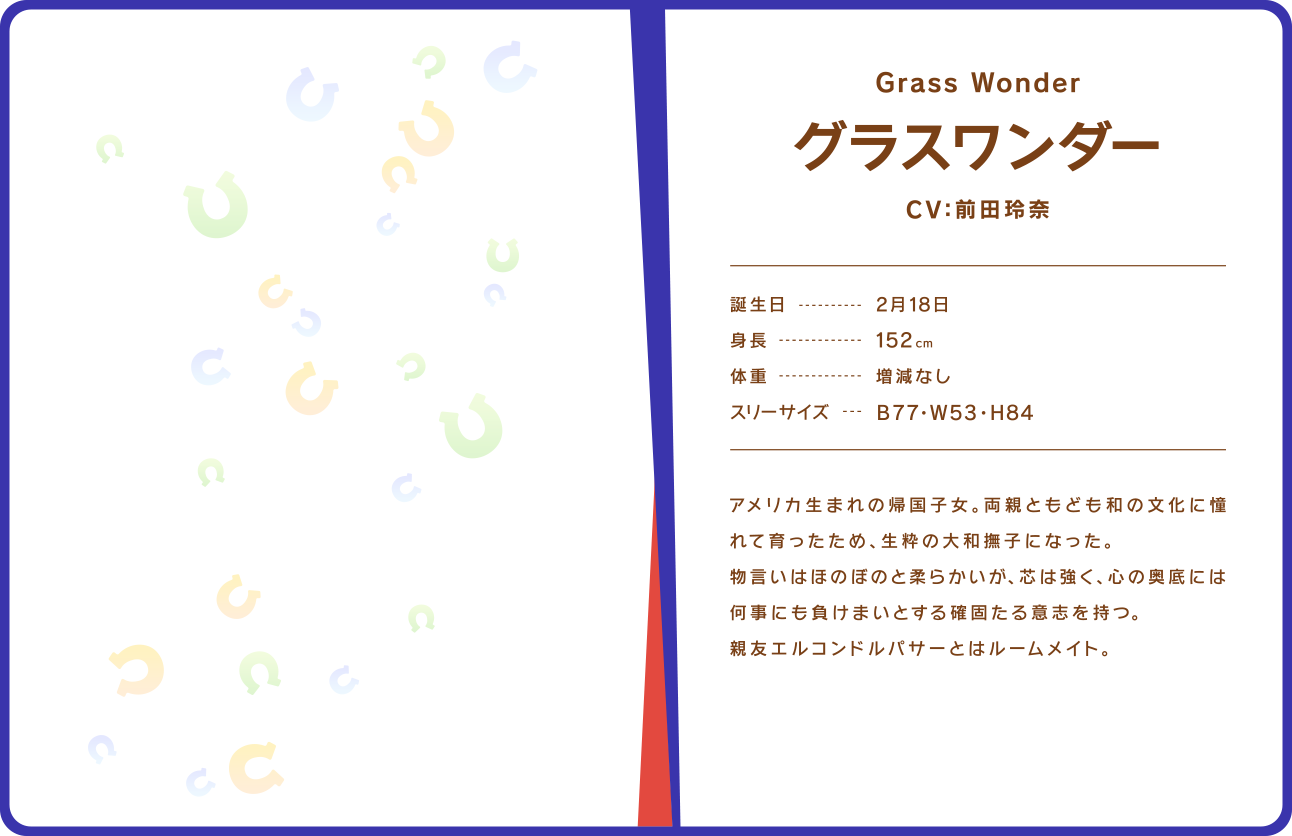 Grass Wonder
グラスワンダー
CV:前田玲奈
誕生日 ---------- 2月18日
身長 ------------- 152cm
体重 ------------- 増減なし
スリーサイズ --- B77・W53・H84
アメリカ生まれの帰国子女。両親ともども和の文化に憧
れて育ったため、生粋の大和撫子になった。
物言いはほのぼのと柔らかいが、芯は強く、心の奥底には
何事にも負けまいとする確固たる意志を持つ。
親友エルコンドルパサーとはルームメイト。